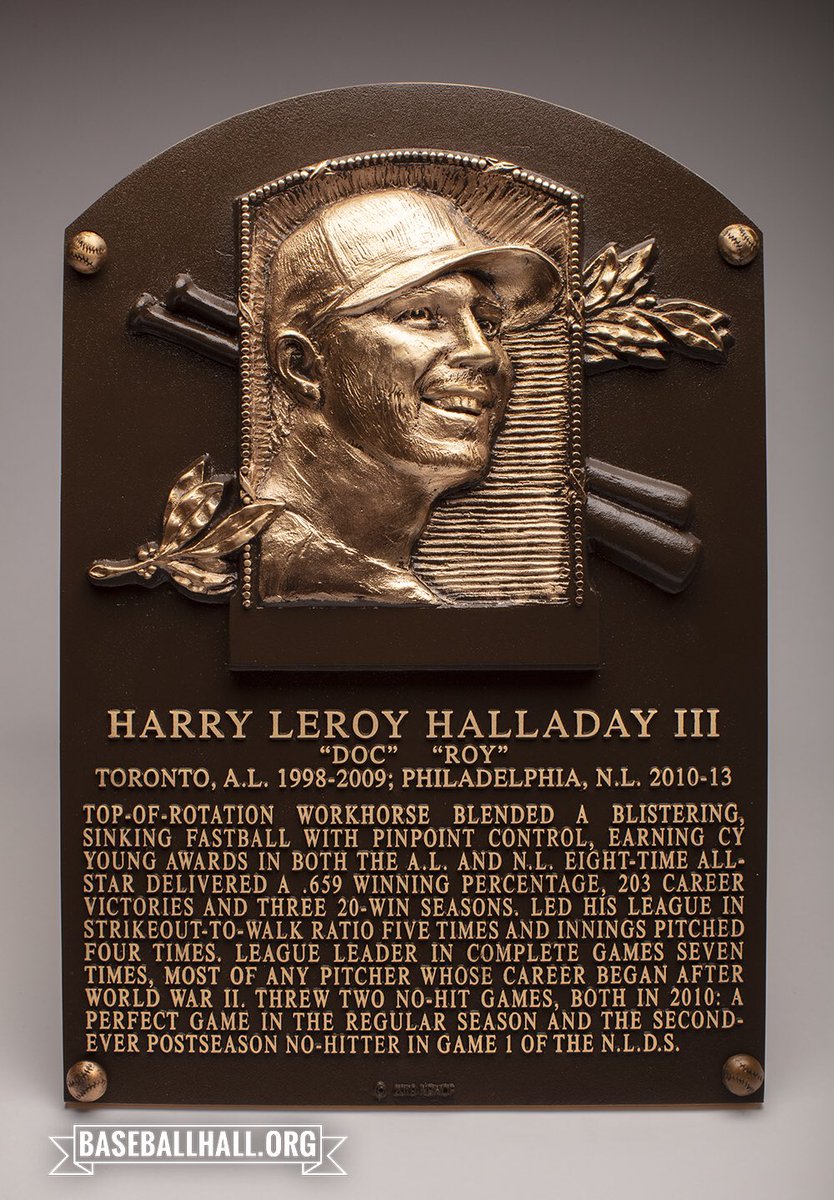 HARRY LEROY HALLADAY III
“DOC” “ROY”
TORONTO, A.L. 1998-2009; PHILADELPHIA, N.L. 2010-13
TOP-OF-ROTATION WORKHORSE BLENDED A BLISTERING,
SINKING FASTBALL WITH PINPOINT CONTROL, EARNING CY
YOUNG AWARDS IN BOTH THE A.L. AND N.L. EIGHT-TIME ALL-
STAR DELIVERED A .659 WINNING PERCENTAGE, 203 CAREER
VICTORIES AND THREE 20-WIN SEASONS. LED HIS LEAGUE IN
STRIKEOUT-TO-WALK RATIO FIVE TIMES AND INNINGS PITCHED
FOUR TIMES. LEAGUE LEADER IN COMPLETE GAMES SEVEN
TIMES, MOST OF ANY PITCHER WHOSE CAREER BEGAN AFTER
WORLD WAR II. THREW TWO NO-HIT GAMES, BOTH IN 2010: A
PERFECT GAME IN THE REGULAR SEASON AND THE SECOND-
EVER POSTSEASON NO-HITTER IN GAME 1 OF THE N.L.D.S.
BASEBALLHALL.ORG